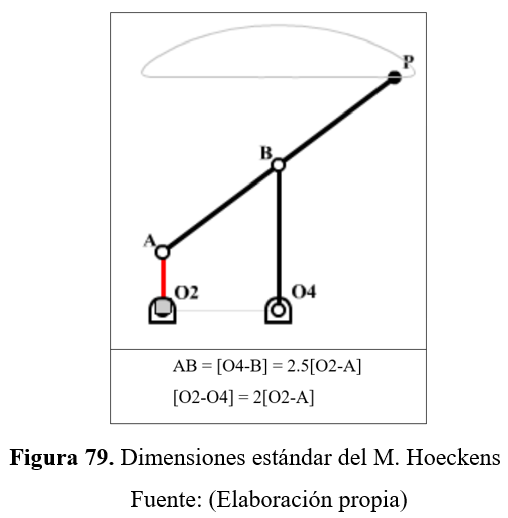 P
B
A
O2
O4
AB = [O4-B] = 2.5[O2-A]
[O2-O4] = 2[O2-A]
Figura 79. Dimensiones estándar del M. Hoeckens
Fuente: (Elaboración propia)